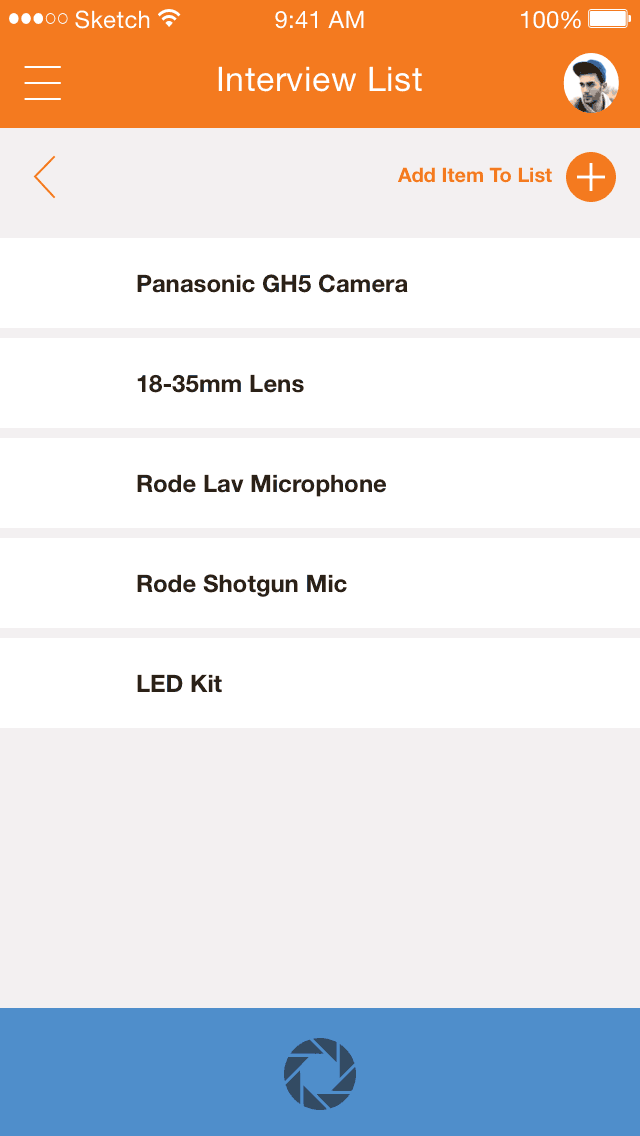 Sketch 9:41 AM 100%
Interview List
Add Item To List
Panasonic GH5 Camera
18-35mm Lens
Rode Lav Microphone
Rode Shotgun Mic
LED Kit